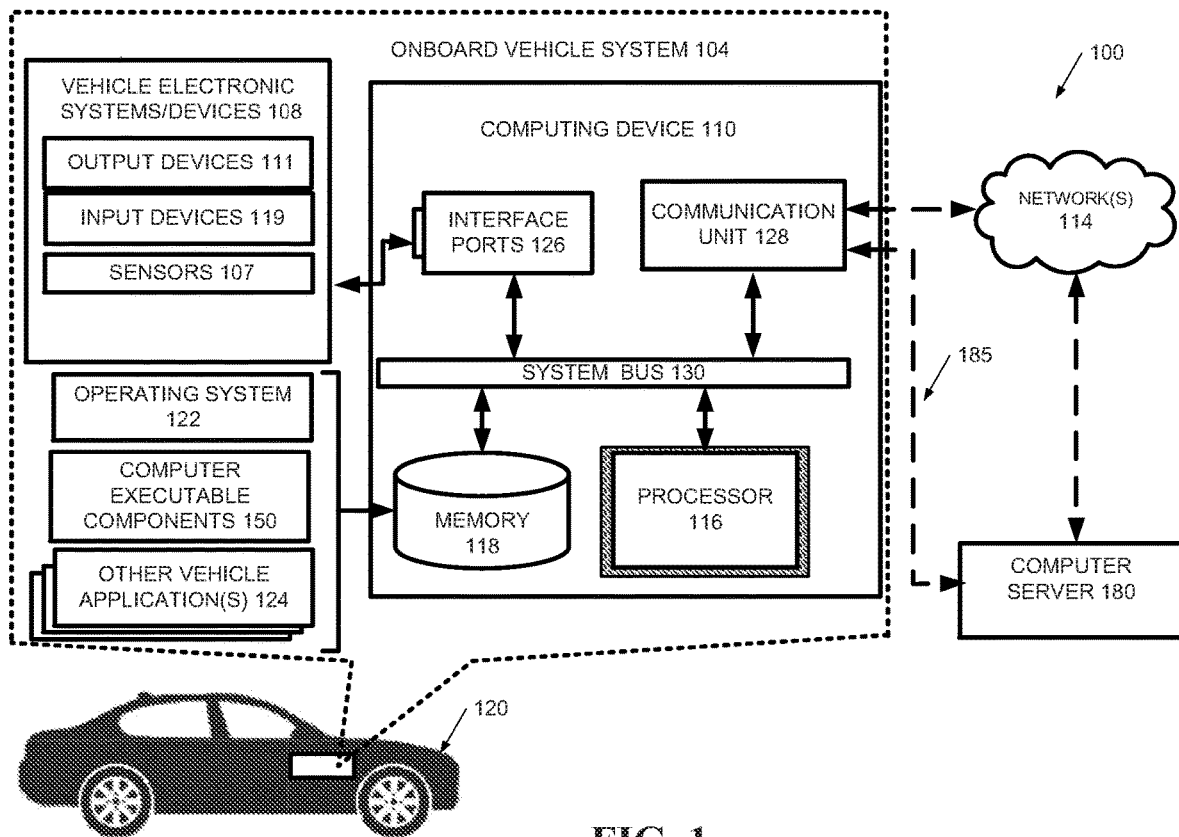 ONBOARD VEHICLE SYSTEM 104
100
VEHICLE ELECTRONIC
SYSTEMS/DEVICES 108
OUTPUT DEVICES 111
INPUT DEVICES 119
SENSORS 107
COMPUTING DEVICE 110
INTERFACE
PORTS 126
COMMUNICATION
UNIT 128
NETWORK(S)
114
SYSTEM BUS 130
185
OPERATING SYSTEM
122
COMPUTER
EXECUTABLE
COMPONENTS 150
OTHER VEHICLE
APPLICATION(S) 124
MEMORY
118
PROCESSOR
116
COMPUTER
SERVER 180
120
FIG. 1